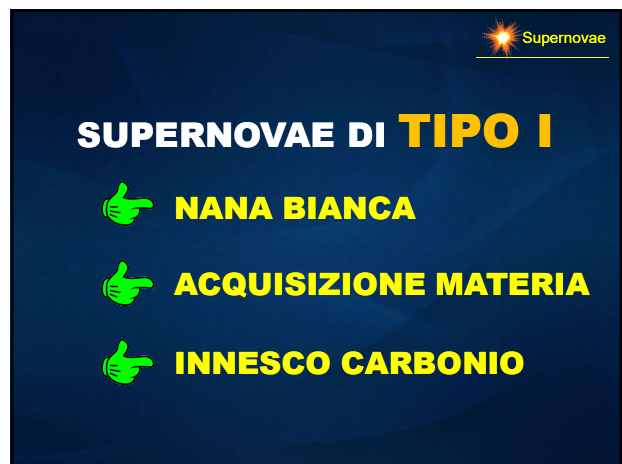 Supernovae
SUPERNOVAE DI TIPO I
NANA BIANCA
ACQUISIZIONE MATERIA
INNESCO CARBONIO